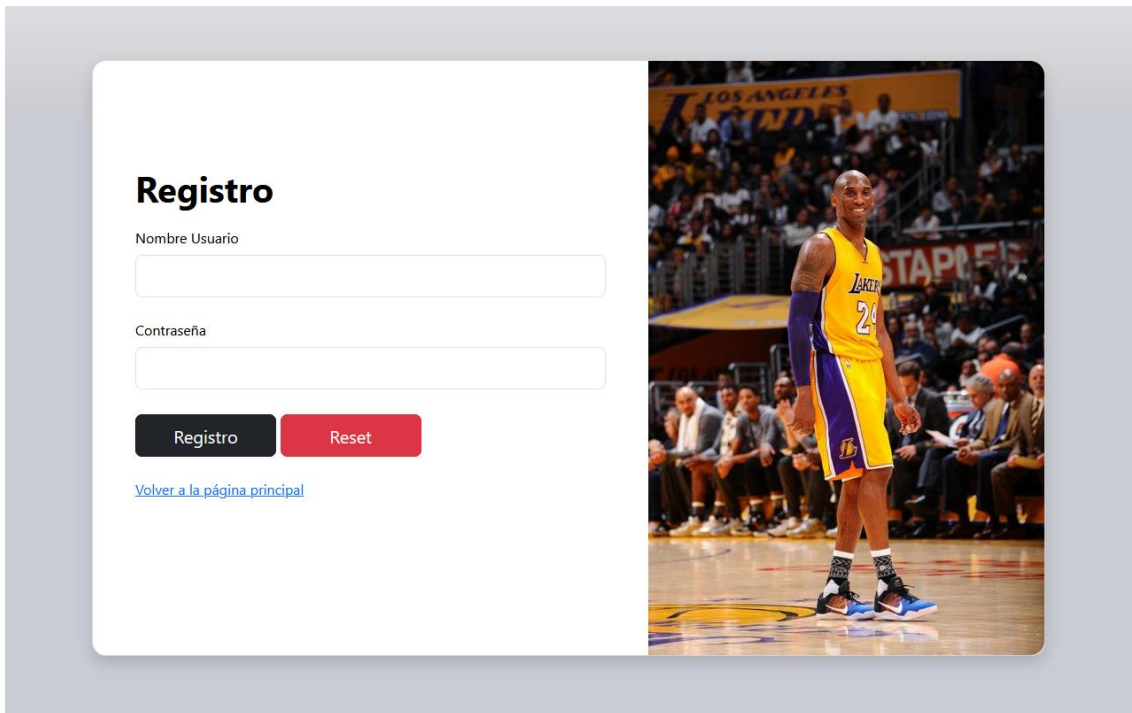 Registro
Nombre Usuario
Contraseña
Registro Reset
Volver a la página principal
LOS ANGELES
STAPLES
LAKERS
24